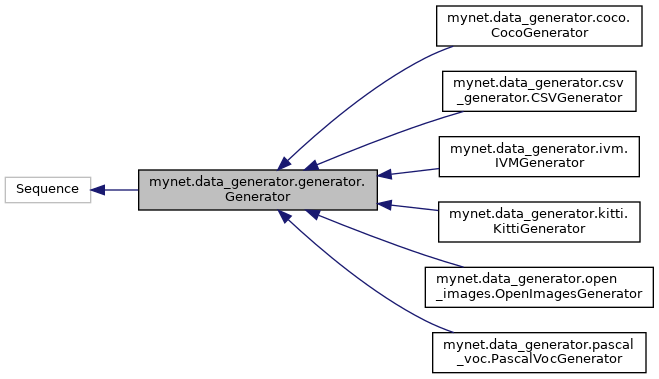 mynet.data_generator.coco.
CocoGenerator
mynet.data_generator.csv
_generator.CSVGenerator
mynet.data_generator.ivm.
IVMGenerator
Sequence
mynet.data_generator.generator.
Generator
mynet.data_generator.kitti.
KittiGenerator
mynet.data_generator.open
_images.OpenImagesGenerator
mynet.data_generator.pascal
_voc.PascalVocGenerator